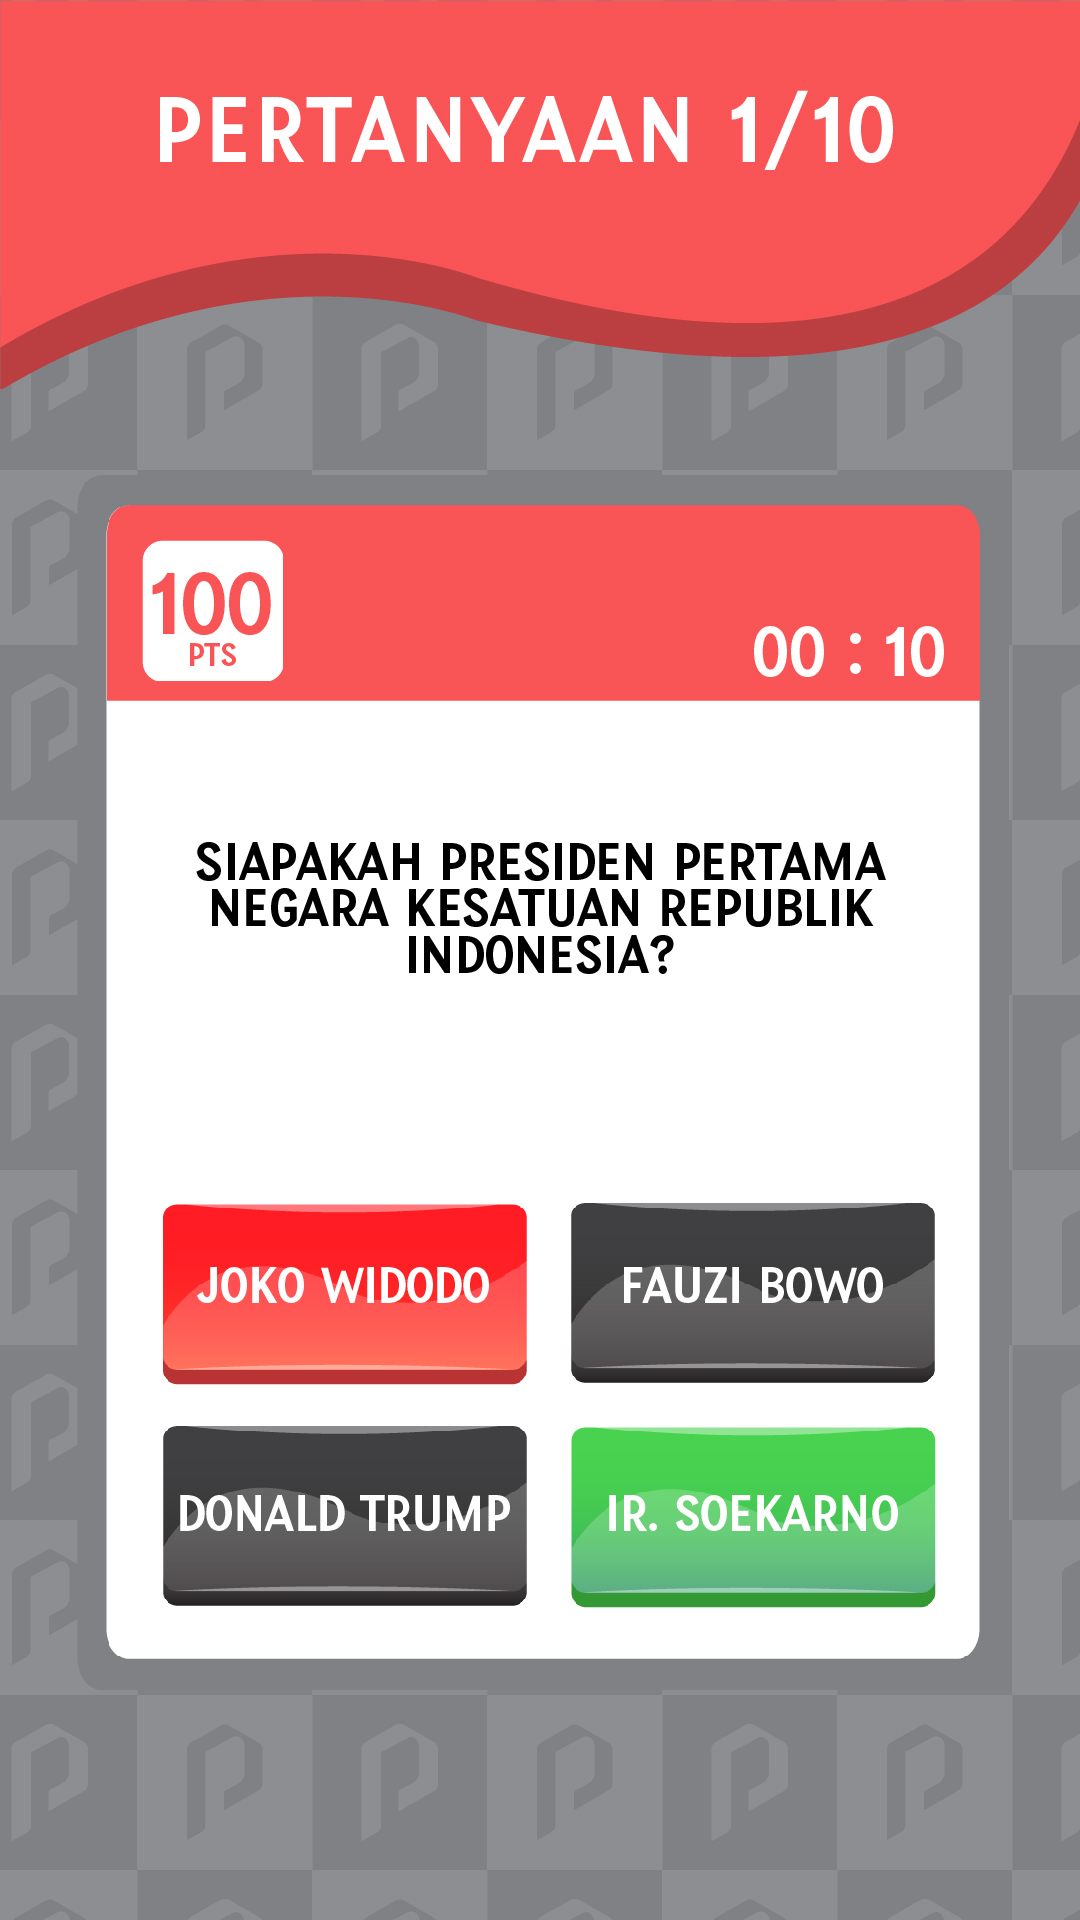 PERTANYAAN 1/10
100
PTS
00 : 10
SIAPAKAH PRESIDEN PERTAMA
NEGARA KESATUAN REPUBLIK
INDONESIA?
JOKO WIDODO
FAUZI BOWO
DONALD TRUMP
IR. SOEKARNO